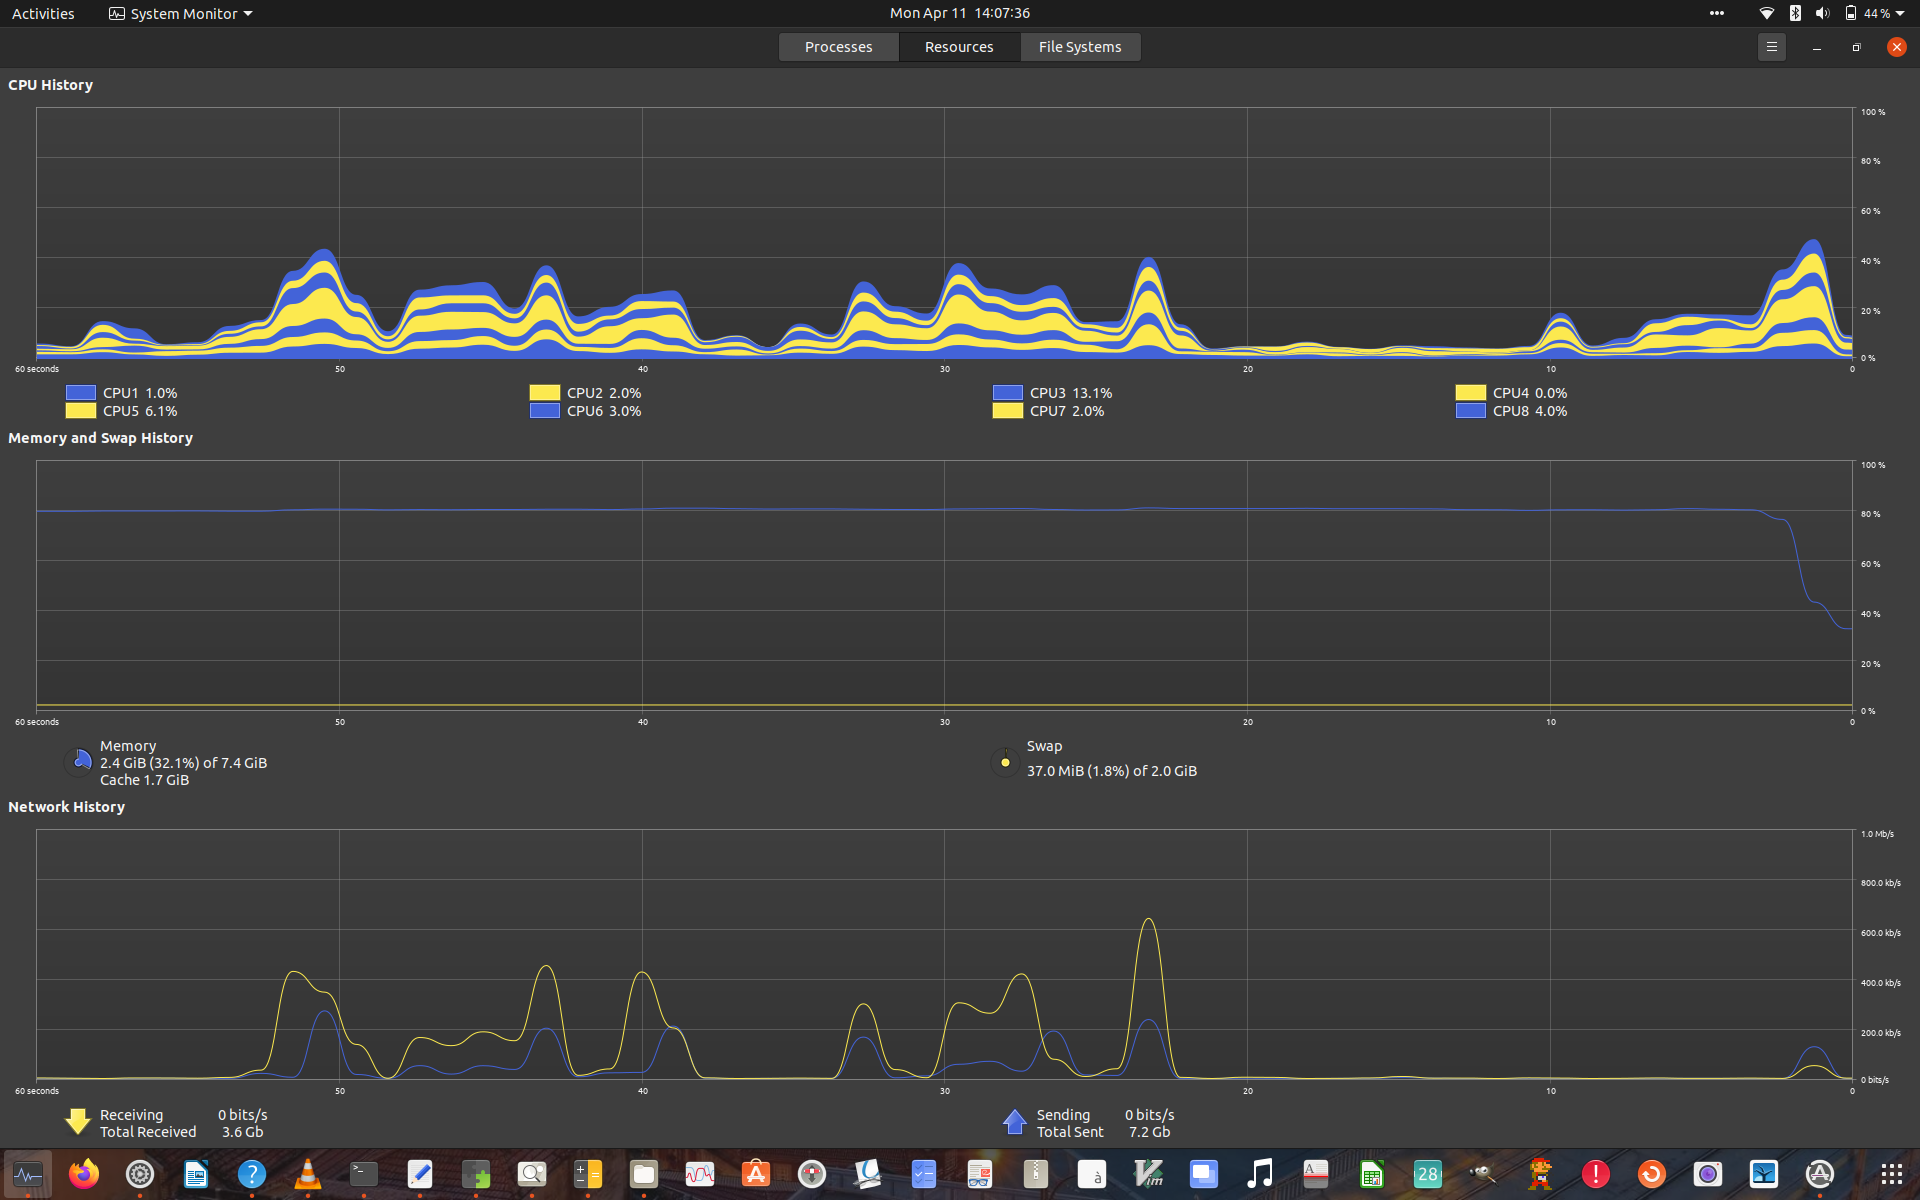 Activities System Monitor Mon Apr 11 14:07:36 44 %
Processes Resources File Systems
CPU History
100 %
80 %
60 %
40 %
20 %
0 %
60 seconds 50 40 30 20 10 0
CPU1 1.0% CPU2 2.0% CPU3 13.1% CPU4 0.0%
CPU5 6.1% CPU6 3.0% CPU7 2.0% CPU8 4.0%
Memory and Swap History
100 %
80 %
60 %
40 %
20 %
0 %
60 seconds 50 40 30 20 10 0
Memory
2.4 GiB (32.1%) of 7.4 GiB
Cache 1.7 GiB
Swap
37.0 MiB (1.8%) of 2.0 GiB
Network History
1.0 Mb/s
800.0 kb/s
600.0 kb/s
400.0 kb/s
200.0 kb/s
0 bits/s
60 seconds 50 40 30 20 10 0
Receiving 0 bits/s
Total Received 3.6 Gb
Sending 0 bits/s
Total Sent 7.2 Gb
? >_ à Vim A 28 !